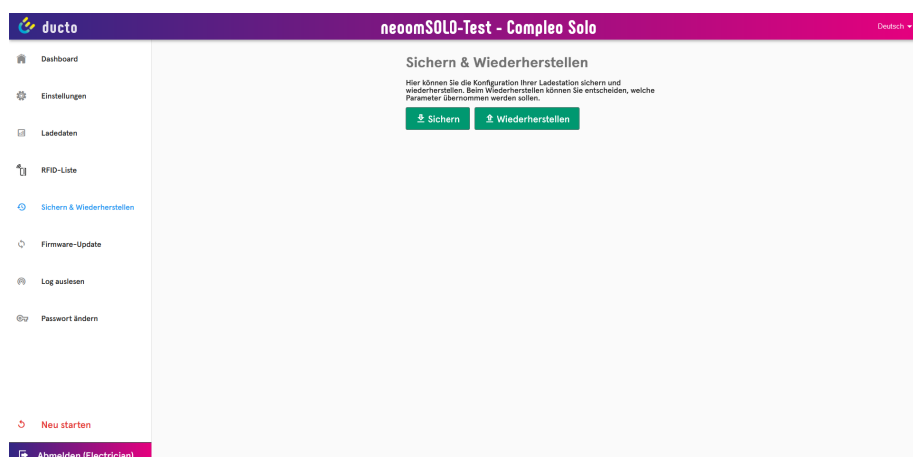 ducto
neoomSOLO-Test - Compleo Solo
Deutsch
Dashboard
Einstellungen
Ladedaten
RFID-Liste
Sichern & Wiederherstellen
Firmware-Update
Log auslesen
Passwort ändern
Neu starten
Abmelden (Electrician)
Sichern & Wiederherstellen
Hier können Sie die Konfiguration Ihrer Ladestation sichern und
wiederherstellen. Beim Wiederherstellen können Sie entscheiden, welche
Parameter übernommen werden sollen.
Sichern
Wiederherstellen